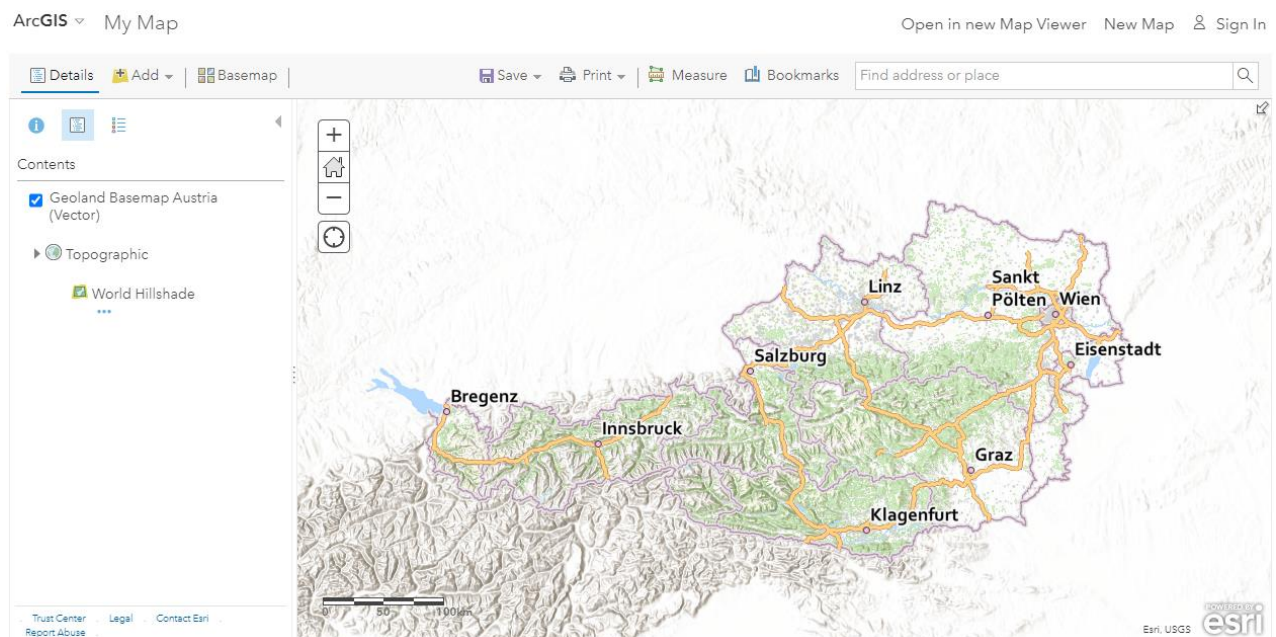 ArcGIS My Map
Open in new Map Viewer New Map Sign In
Details Add Basemap Save Print Measure Bookmarks Find address or place
Contents
Geoland Basemap Austria
(Vector)
Topographic
World Hillshade
Linz
Sankt
Pölten Wien
Eisenstadt
Salzburg
Bregenz
Innsbruck
Graz
Klagenfurt
0 50 100km
Trust Center Legal Contact Esri
Report Abuse
Esri, USGS
POWERED BY
esri